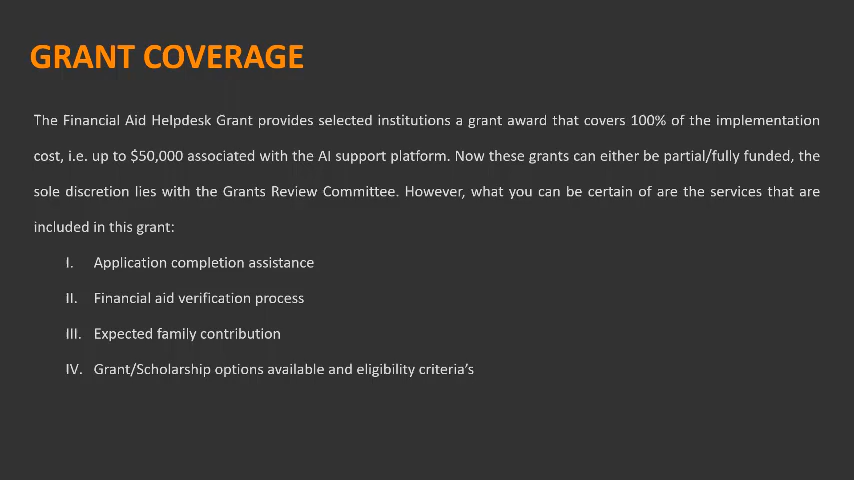 GRANT COVERAGE
The Financial Aid Helpdesk Grant provides selected institutions a grant award that covers 100% of the implementation
cost, i.e. up to $50,000 associated with the AI support platform. Now these grants can either be partial/fully funded, the
sole discretion lies with the Grants Review Committee. However, what you can be certain of are the services that are
included in this grant:
I. Application completion assistance
II. Financial aid verification process
III. Expected family contribution
IV. Grant/Scholarship options available and eligibility criteria's